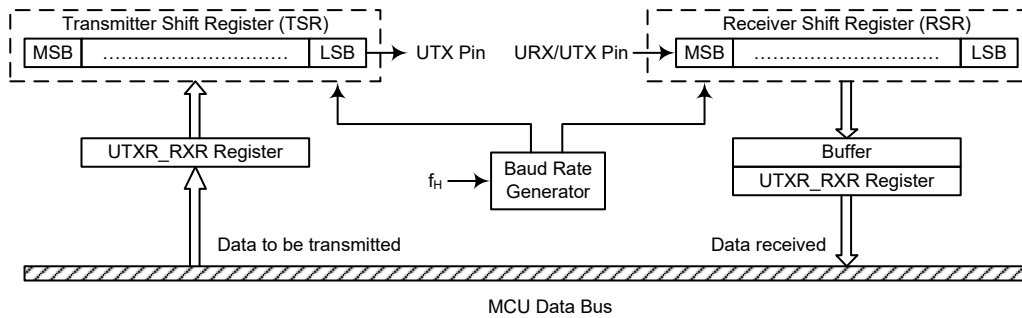 Transmitter Shift Register (TSR)
MSB ................................ LSB
UTX Pin
URX/UTX Pin
Receiver Shift Register (RSR)
MSB ................................ LSB
UTXR_RXR Register
fH
Baud Rate
Generator
Buffer
UTXR_RXR Register
Data to be transmitted
Data received
MCU Data Bus